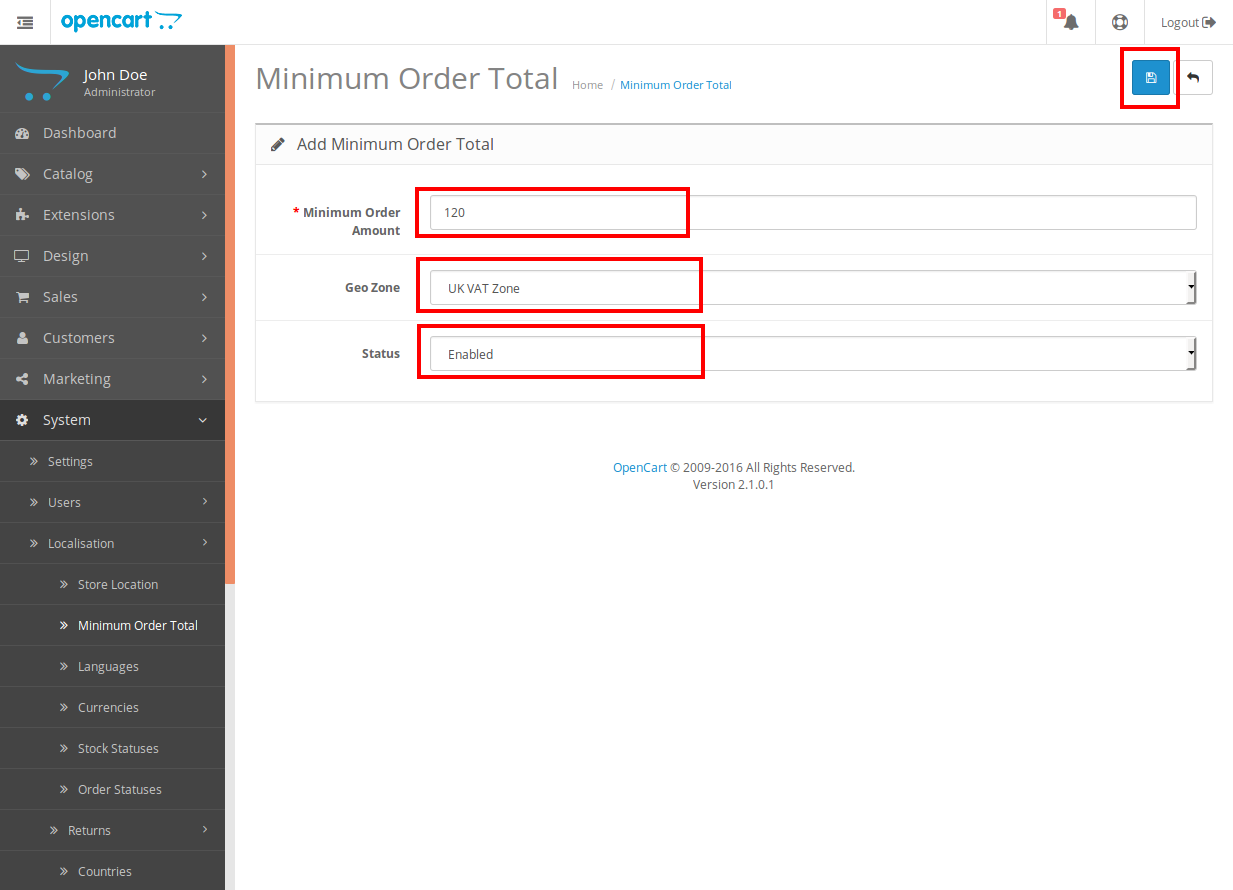 opencart
1
Logout
John Doe
Administrator
Dashboard
Catalog
Extensions
Design
Sales
Customers
Marketing
System
Settings
Users
Localisation
Store Location
Minimum Order Total
Languages
Currencies
Stock Statuses
Order Statuses
Returns
Countries
Minimum Order Total
Home / Minimum Order Total
Add Minimum Order Total
* Minimum Order
Amount
120
Geo Zone
UK VAT Zone
Status
Enabled
OpenCart © 2009-2016 All Rights Reserved.
Version 2.1.0.1